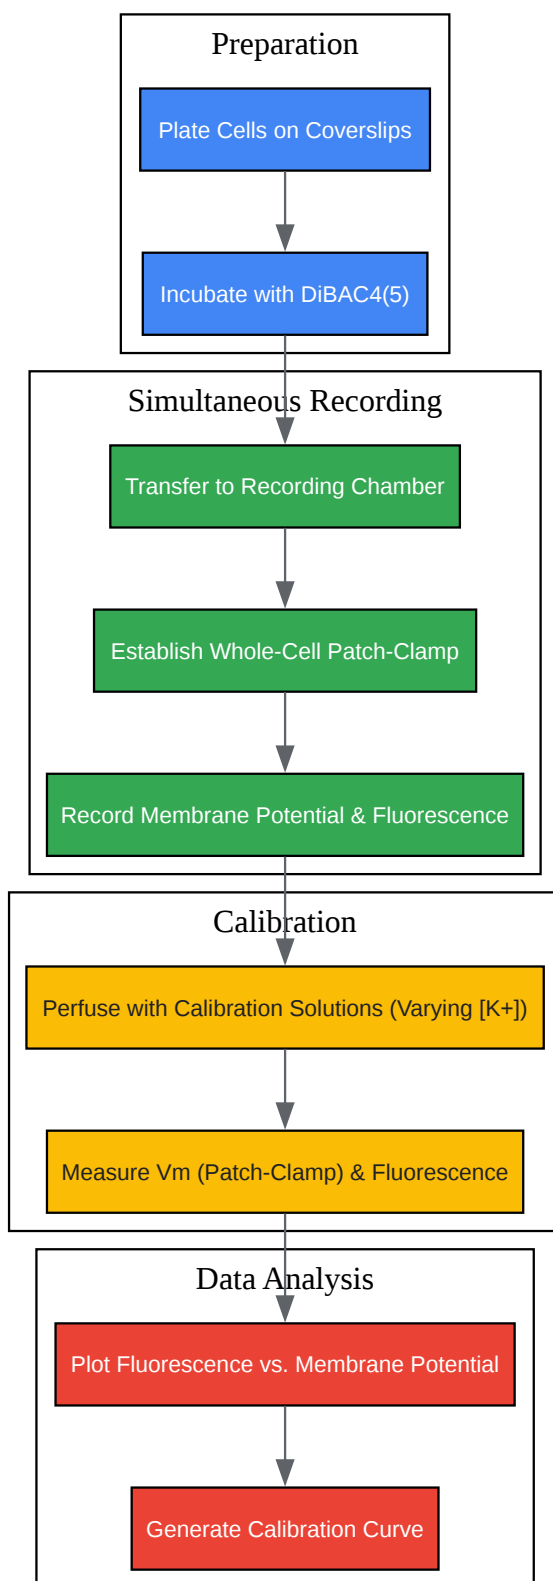 Preparation
Plate Cells on Coverslips
Incubate with DiBAC4(5)
Simultaneous Recording
Transfer to Recording Chamber
Establish Whole-Cell Patch-Clamp
Record Membrane Potential & Fluorescence
Calibration
Perfuse with Calibration Solutions (Varying [K+])
Measure Vm (Patch-Clamp) & Fluorescence
Data Analysis
Plot Fluorescence vs. Membrane Potential
Generate Calibration Curve